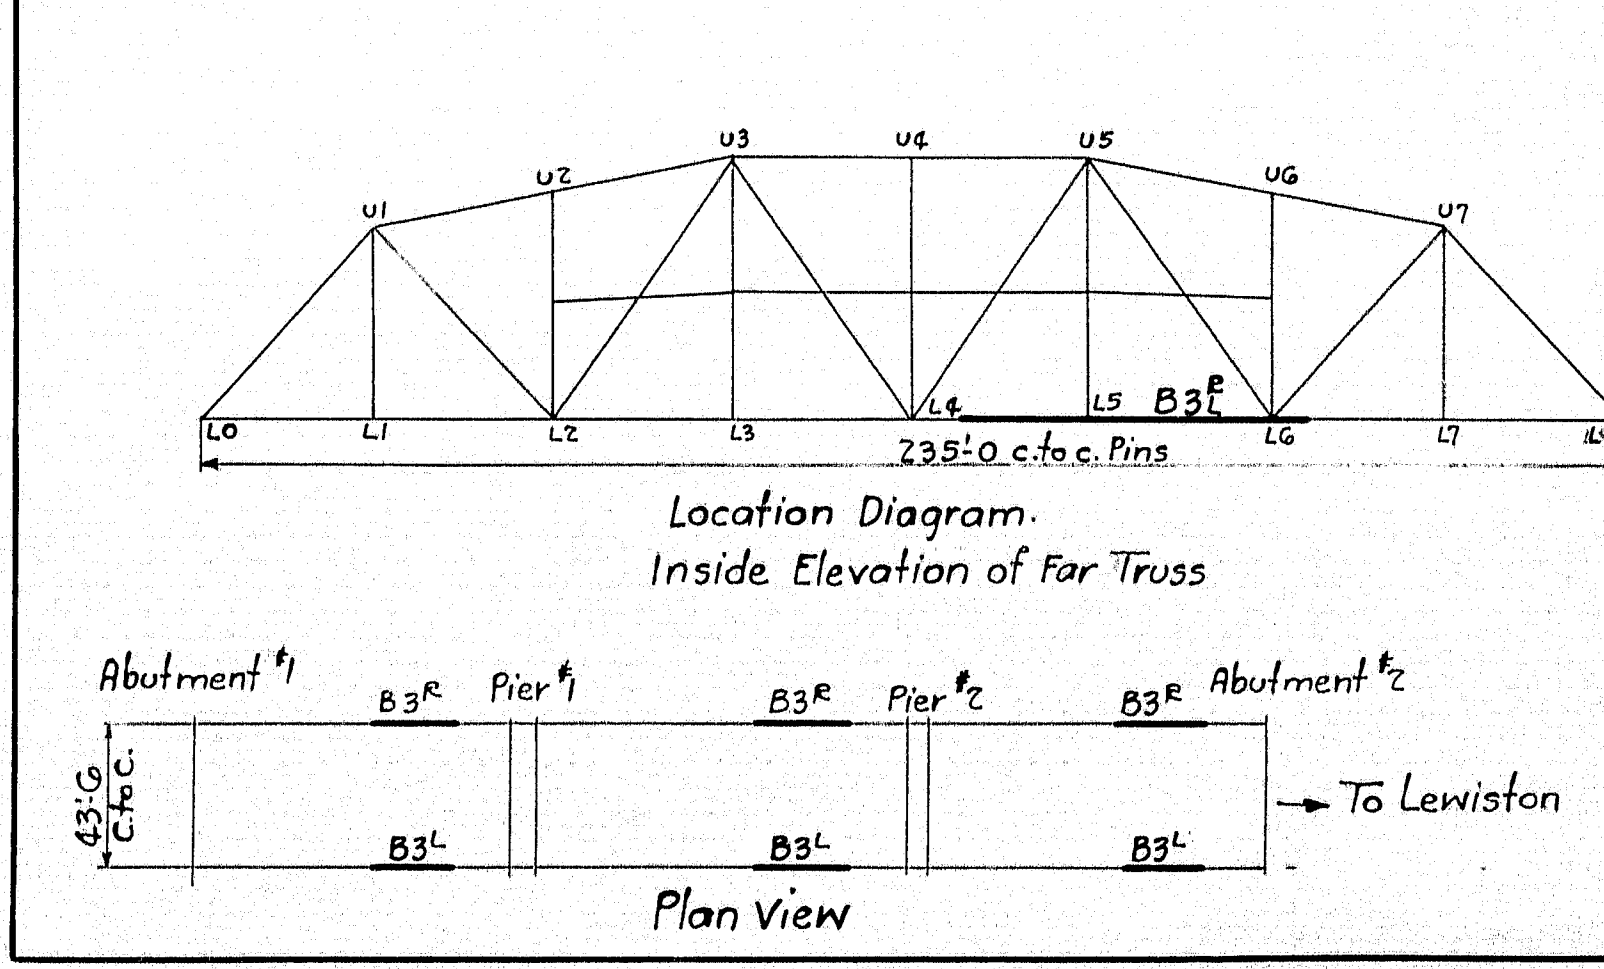 U3 U4 U5
U2 U6
U1 U7
L4 L5 B3 R L
L0 L1 L2 L3 L6 L7
235'-0 c.to c. Pins
Location Diagram.
Inside Elevation of Far Truss
Abutment #1 B3R Pier #1 B3R Pier #2 B3R Abutment #2
43'-6
C.to C.
To Lewiston
B3L B3L B3L
Plan View